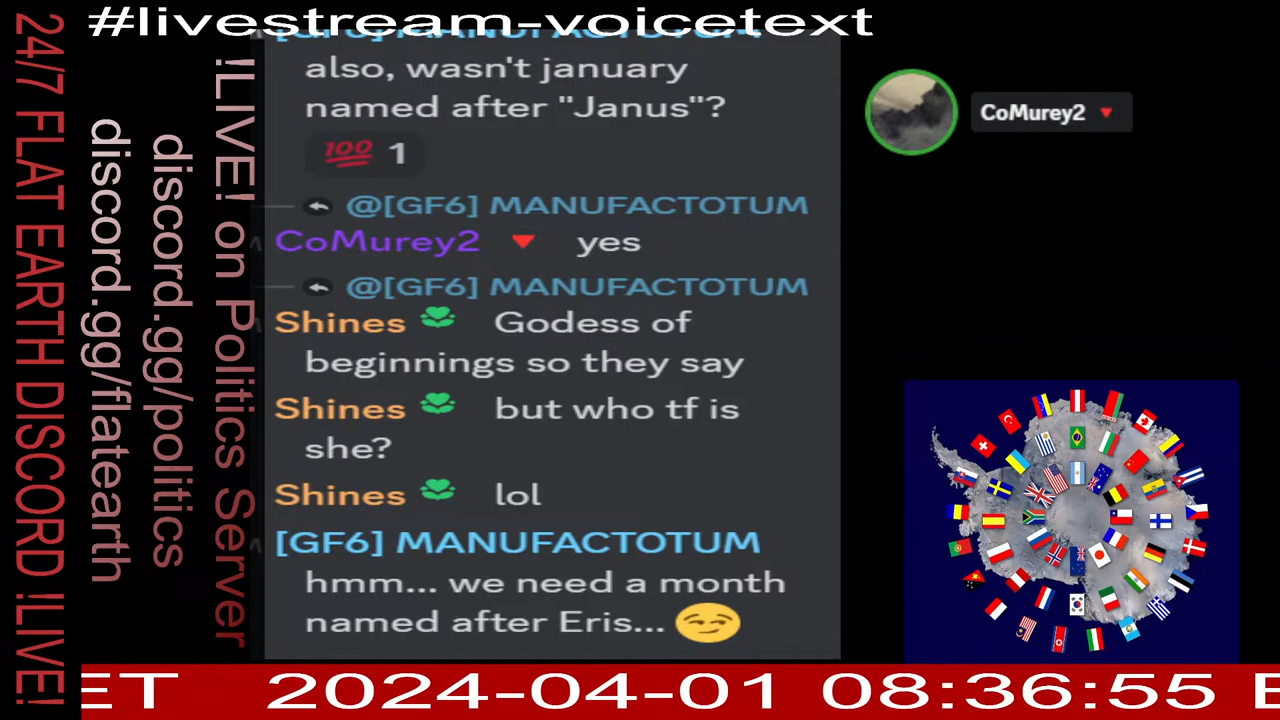 #livestream-voicetext
24/7 FLAT EARTH DISCORD !LIVE!
discord.gg/flatearth
discord.gg/politics
!LIVE! on Politics Server
[GF6] MANUFACTOTUM
also, wasn't january
named after "Janus"?
100 1
@[GF6] MANUFACTOTUM
CoMurey2 yes
@[GF6] MANUFACTOTUM
Shines Godess of
beginnings so they say
Shines but who tf is
she?
Shines lol
[GF6] MANUFACTOTUM
hmm... we need a month
named after Eris...
CoMurey2
ET 2024-04-01 08:36:55 E